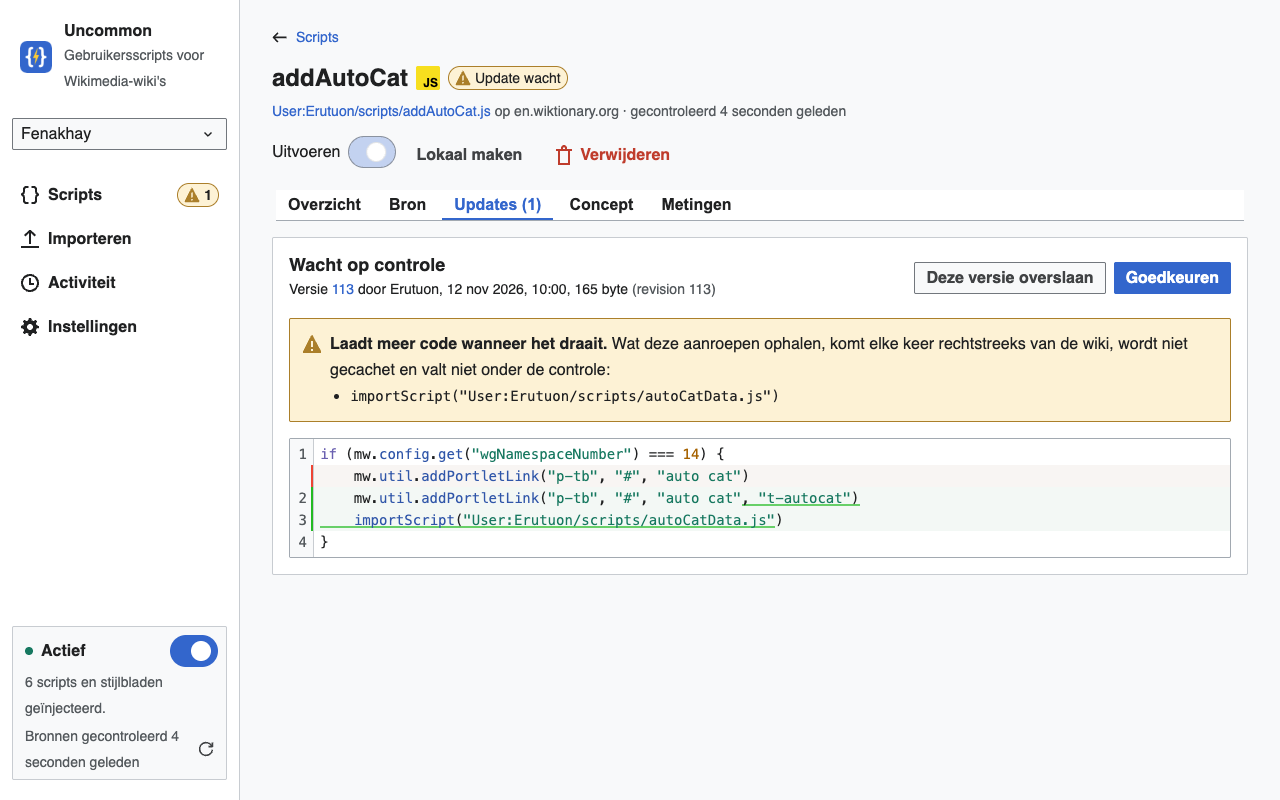 Uncommon
Gebruikersscripts voor
Wikimedia-wiki's
Fenakhay
Scripts
1
Importeren
Activiteit
Instellingen
Actief
6 scripts en stijlbladen
geïnjecteerd.
Bronnen gecontroleerd 4
seconden geleden
Scripts
addAutoCat JS Update wacht
User:Erutuon/scripts/addAutoCat.js op en.wiktionary.org · gecontroleerd 4 seconden geleden
Uitvoeren Lokaal maken Verwijderen
Overzicht Bron Updates (1) Concept Metingen
Wacht op controle
Versie 113 door Erutuon, 12 nov 2026, 10:00, 165 byte (revision 113)
Deze versie overslaan Goedkeuren
Laadt meer code wanneer het draait. Wat deze aanroepen ophalen, komt elke keer rechtstreeks van de wiki, wordt niet
gecachet en valt niet onder de controle:
• importScript("User:Erutuon/scripts/autoCatData.js")
1 if (mw.config.get("wgNamespaceNumber") === 14) {
mw.util.addPortletLink("p-tb", "#", "auto cat")
2 mw.util.addPortletLink("p-tb", "#", "auto cat", "t-autocat")
3 importScript("User:Erutuon/scripts/autoCatData.js")
4 }